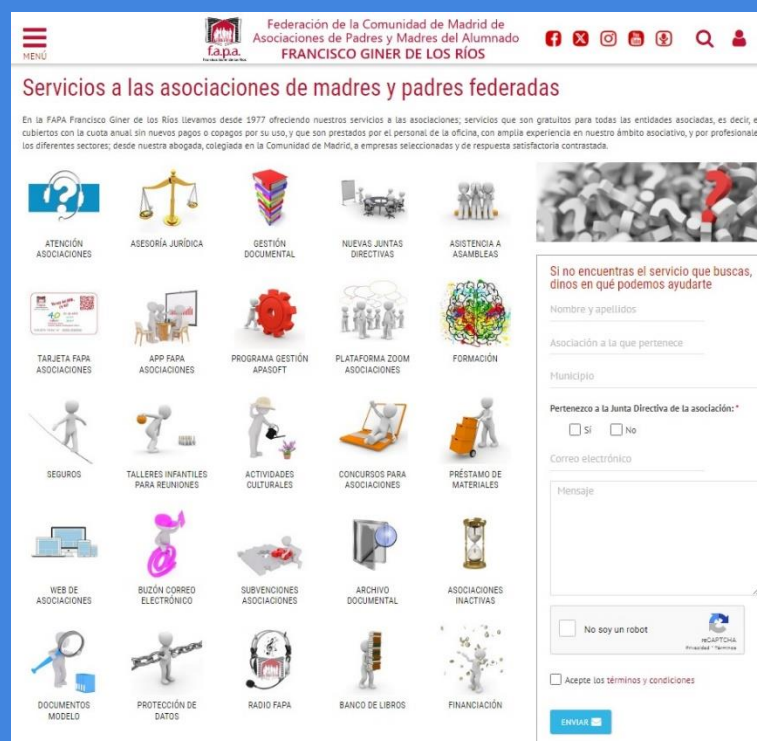 MENÚ
f.a.p.a.
Federación de la Comunidad de Madrid de
Asociaciones de Padres y Madres del Alumnado
FRANCISCO GINER DE LOS RÍOS
Servicios a las asociaciones de madres y padres federadas
En la FAPA Francisco Giner de los Ríos llevamos desde 1977 ofreciendo nuestros servicios a las asociaciones; servicios que son gratuitos para todas las entidades asociadas, es decir, e
cubiertos con la cuota anual sin nuevos pagos o copagos por su uso, y que son prestados por el personal de la oficina, con amplia experiencia en nuestro ámbito asociativo, y por profesionale
los diferentes sectores; desde nuestra abogada, colegiada en la Comunidad de Madrid, a empresas seleccionadas y de respuesta satisfactoria contrastada.
ATENCIÓN
ASOCIACIONES
ASESORÍA JURÍDICA
GESTIÓN
DOCUMENTAL
NUEVAS JUNTAS
DIRECTIVAS
ASISTENCIA A
ASAMBLEAS
TARJETA FAPA
ASOCIACIONES
APP FAPA
ASOCIACIONES
PROGRAMA GESTIÓN
APASOFT
PLATAFORMA ZOOM
ASOCIACIONES
FORMACIÓN
SEGUROS
TALLERES INFANTILES
PARA REUNIONES
ACTIVIDADES
CULTURALES
CONCURSOS PARA
ASOCIACIONES
PRÉSTAMO DE
MATERIALES
WEB DE
ASOCIACIONES
BUZÓN CORREO
ELECTRÓNICO
SUBVENCIONES
ASOCIACIONES
ARCHIVO
DOCUMENTAL
ASOCIACIONES
INACTIVAS
DOCUMENTOS
MODELO
PROTECCIÓN DE
DATOS
RADIO FAPA
BANCO DE LIBROS
FINANCIACIÓN
Si no encuentras el servicio que buscas,
dinos en qué podemos ayudarte
Nombre y apellidos
Asociación a la que pertenece
Municipio
Pertenezco a la Junta Directiva de la asociación: *
Sí No
Correo electrónico
Mensaje
No soy un robot
reCAPTCHA
Privacidad - Términos
Acepte los términos y condiciones
ENVIAR